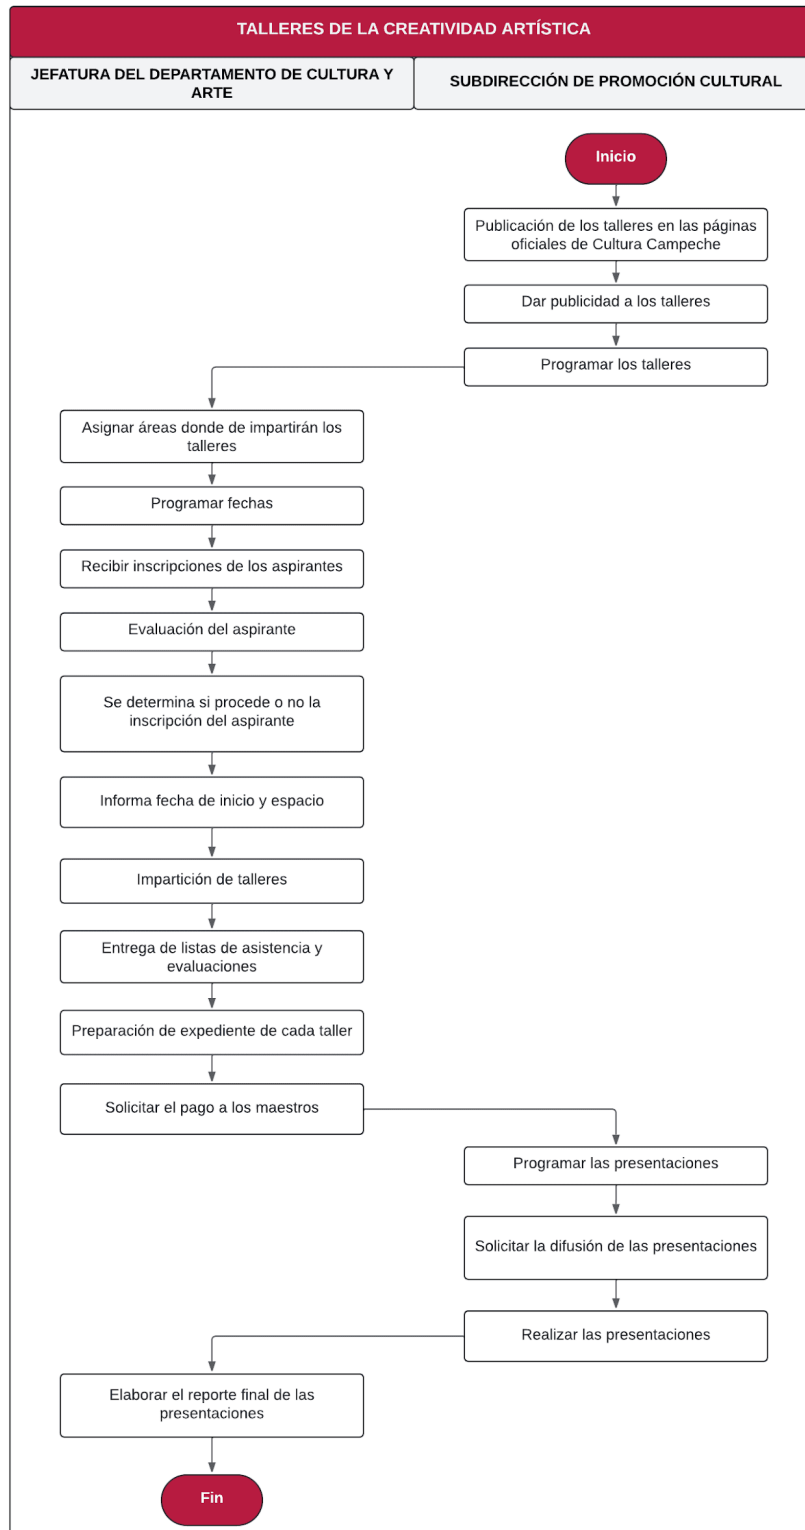 TALLERES DE LA CREATIVIDAD ARTÍSTICA
JEFATURA DEL DEPARTAMENTO DE CULTURA Y
ARTE
SUBDIRECCIÓN DE PROMOCIÓN CULTURAL
Inicio
Publicación de los talleres en las páginas
oficiales de Cultura Campeche
Dar publicidad a los talleres
Programar los talleres
Asignar áreas donde de impartirán los
talleres
Programar fechas
Recibir inscripciones de los aspirantes
Evaluación del aspirante
Se determina si procede o no la
inscripción del aspirante
Informa fecha de inicio y espacio
Impartición de talleres
Entrega de listas de asistencia y
evaluaciones
Preparación de expediente de cada taller
Solicitar el pago a los maestros
Programar las presentaciones
Solicitar la difusión de las presentaciones
Realizar las presentaciones
Elaborar el reporte final de las
presentaciones
Fin